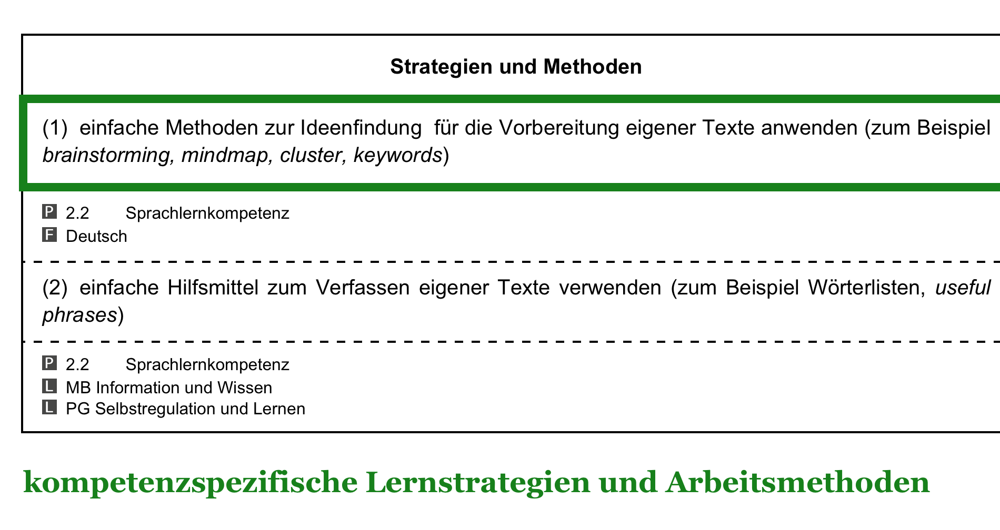 Strategien und Methoden
(1) einfache Methoden zur Ideenfindung für die Vorbereitung eigener Texte anwenden (zum Beispiel
brainstorming, mindmap, cluster, keywords)
P 2.2 Sprachlernkompetenz
F Deutsch
(2) einfache Hilfsmittel zum Verfassen eigener Texte verwenden (zum Beispiel Wörterlisten, useful
phrases)
P 2.2 Sprachlernkompetenz
L MB Information und Wissen
L PG Selbstregulation und Lernen
kompetenzspezifische Lernstrategien und Arbeitsmethoden